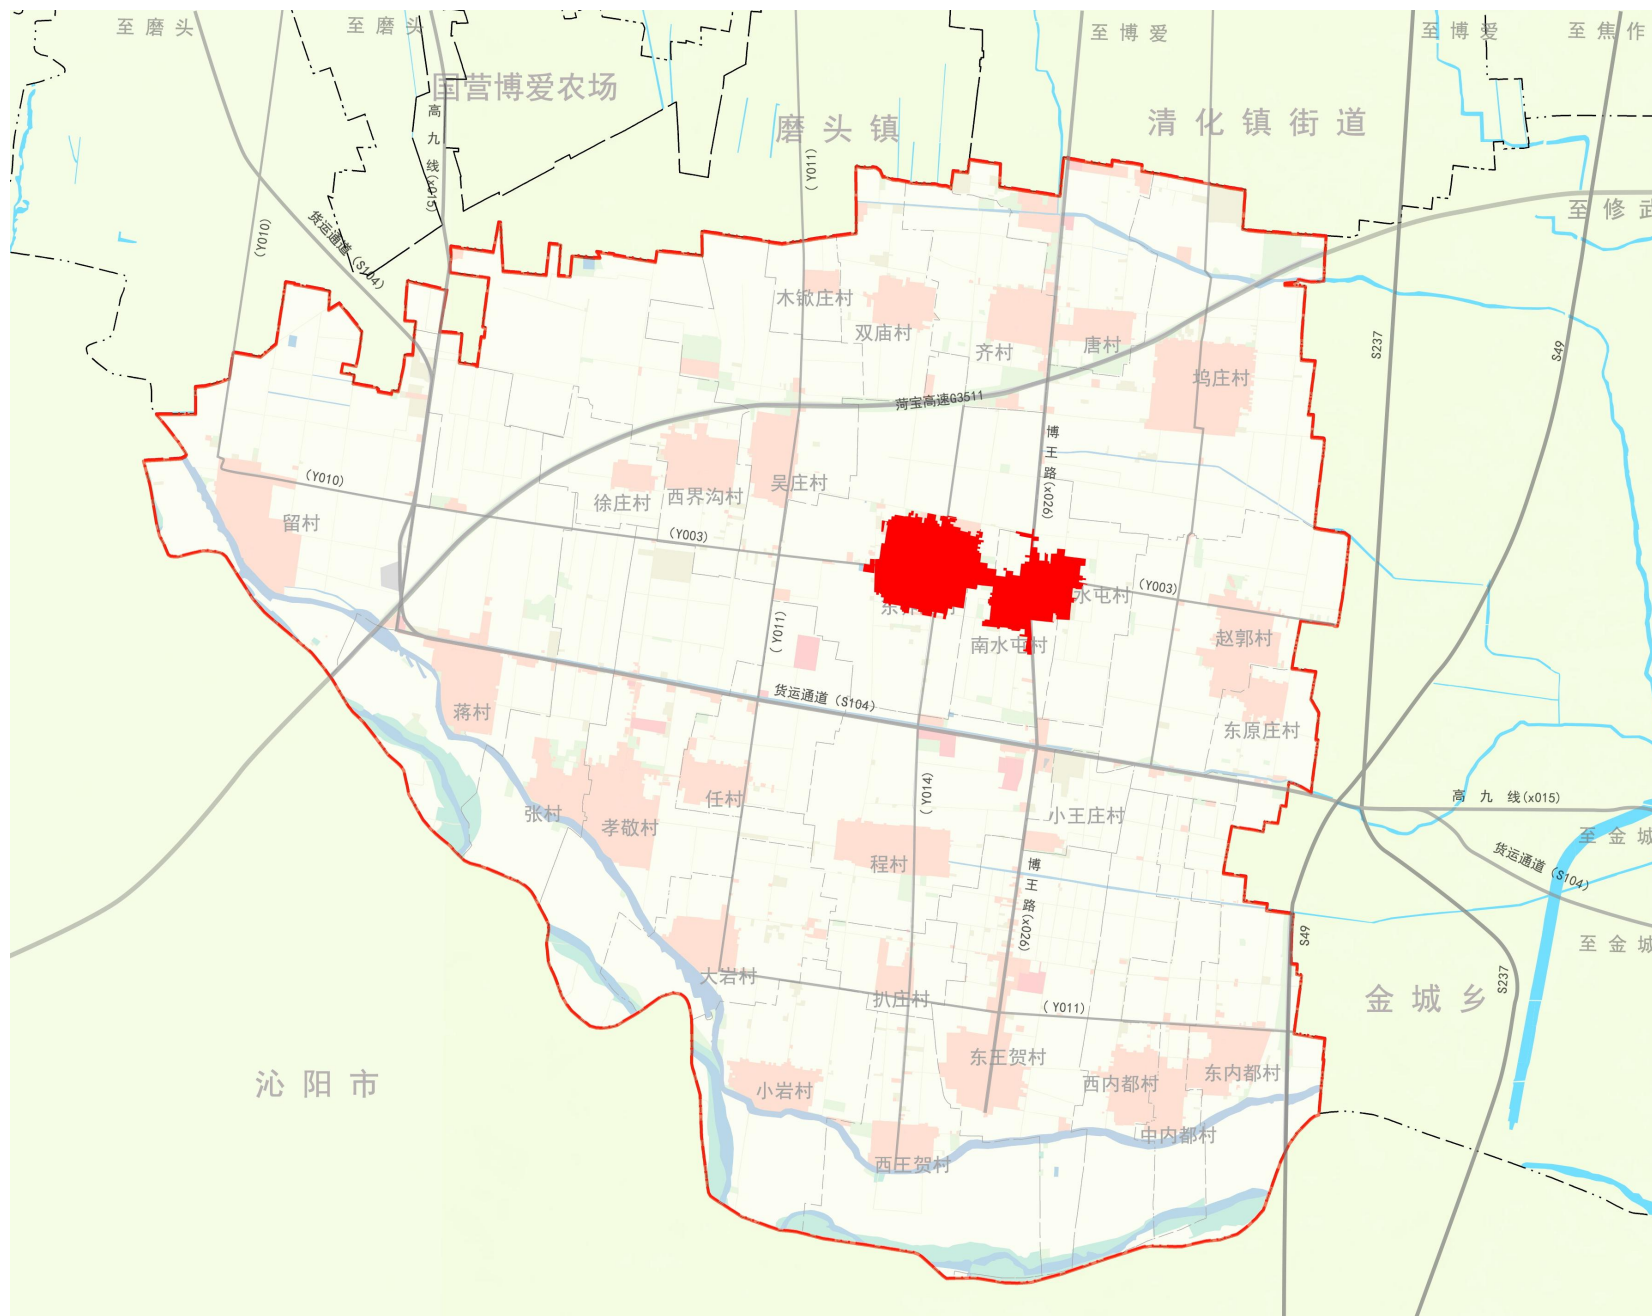 至磨头
至磨头
至博爱
至博爱
至焦作
国营博爱农场
磨头镇
清化镇街道
高九线(x015)
(Y011)
至修武
(Y010)
货运通道（S104）
木锨庄村
双庙村
齐村
唐村
坞庄村
S237
S49
菏宝高速G3511
博王路(x026)
(Y010)
徐庄村
西界沟村
吴庄村
留村
(Y003)
(Y003)
水屯村
南水屯村
赵郭村
(Y011)
货运通道（S104）
蒋村
东原庄村
(Y014)
高九线(x015)
张村
孝敬村
任村
小王庄村
至金城
货运通道（S104）
程村
博王路(x026)
S49
至金城
大岩村
扒庄村
S237
(Y011)
金城乡
东王贺村
沁阳市
小岩村
西内都村
东内都村
中内都村
西王贺村